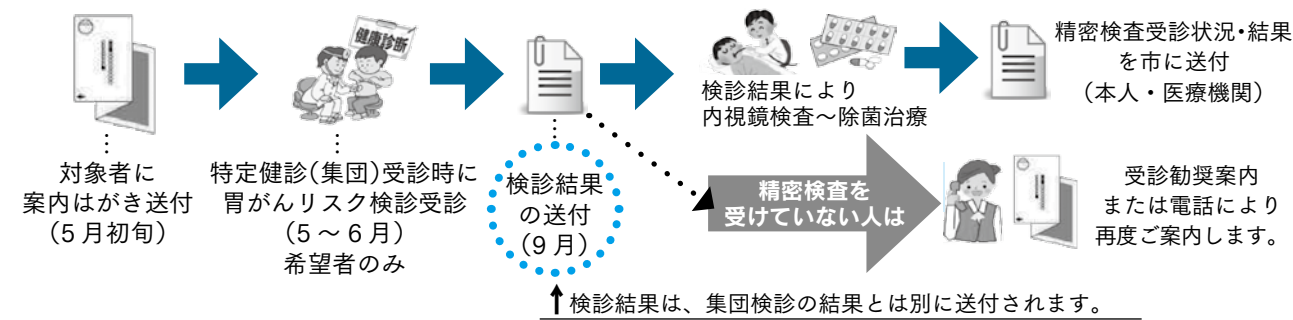 健康診断
対象者に
案内はがき送付
（5月初旬）
特定健診（集団）受診時に
胃がんリスク検診受診
（5～6月）
希望者のみ
検診結果
の送付
（9月）
検診結果により
内視鏡検査～除菌治療
精密検査受診状況・結果
を市に送付
（本人・医療機関）
精密検査を
受けていない人は
受診勧奨案内
または電話により
再度ご案内します。
検診結果は、集団検診の結果とは別に送付されます。